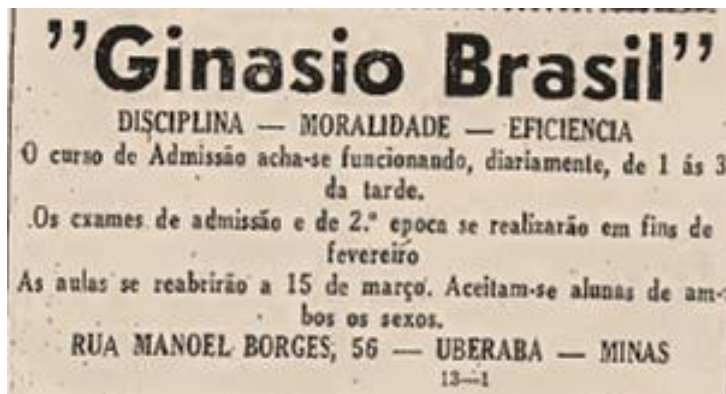 "Ginasio Brasil"
DISCIPLINA — MORALIDADE — EFICIENCIA
O curso de Admissão acha-se funcionando, diariamente, de 1 ás 3
da tarde.
Os exames de admissão e de 2.ª epoca se realizarão em fins de
fevereiro
As aulas se reabrirão a 15 de março. Aceitam-se alunas de am-
bos os sexos.
RUA MANOEL BORGES, 56 — UBERABA — MINAS
13—1